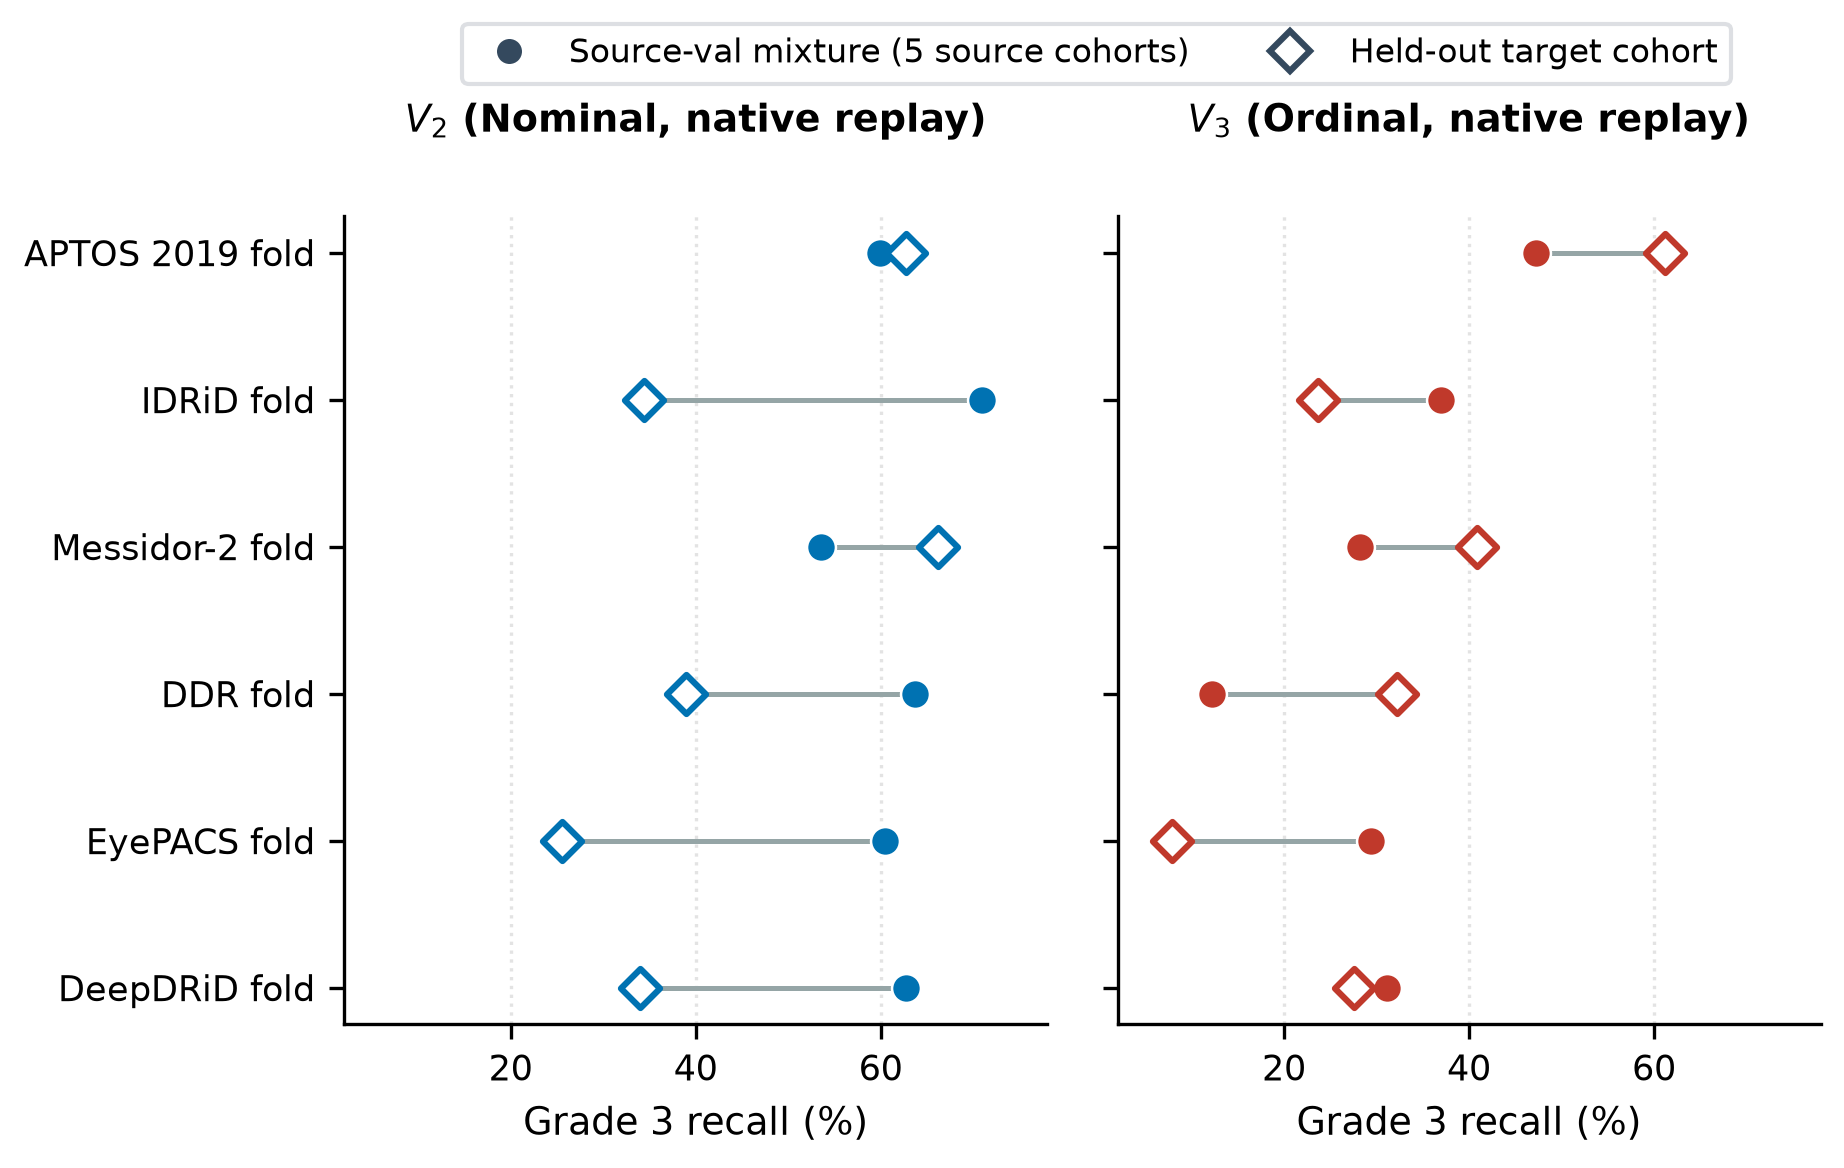 Source-val mixture (5 source cohorts) Held-out target cohort
V₂ (Nominal, native replay) V₃ (Ordinal, native replay)
APTOS 2019 fold
IDRiD fold
Messidor-2 fold
DDR fold
EyePACS fold
DeepDRiD fold
20 40 60 20 40 60
Grade 3 recall (%) Grade 3 recall (%)